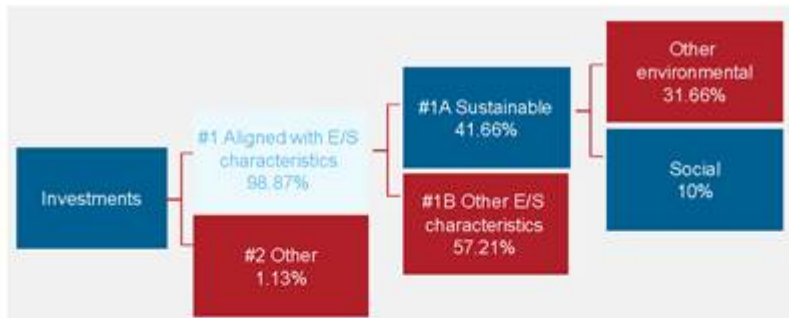 Investments
#1 Aligned with E/S
characteristics
98.87%
#2 Other
1.13%
#1A Sustainable
41.66%
#1B Other E/S
characteristics
57.21%
Other
environmental
31.66%
Social
10%